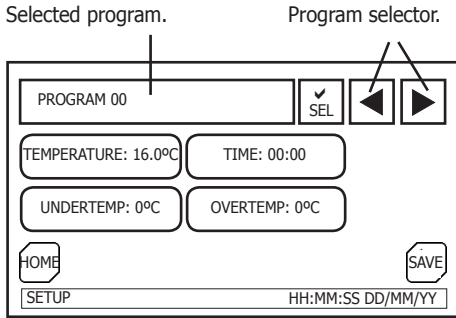 Selected program. Program selector.
PROGRAM 00 SEL
TEMPERATURE: 16.0ºC TIME: 00:00
UNDERTEMP: 0ºC OVERTEMP: 0ºC
HOME SAVE
SETUP HH:MM:SS DD/MM/YY